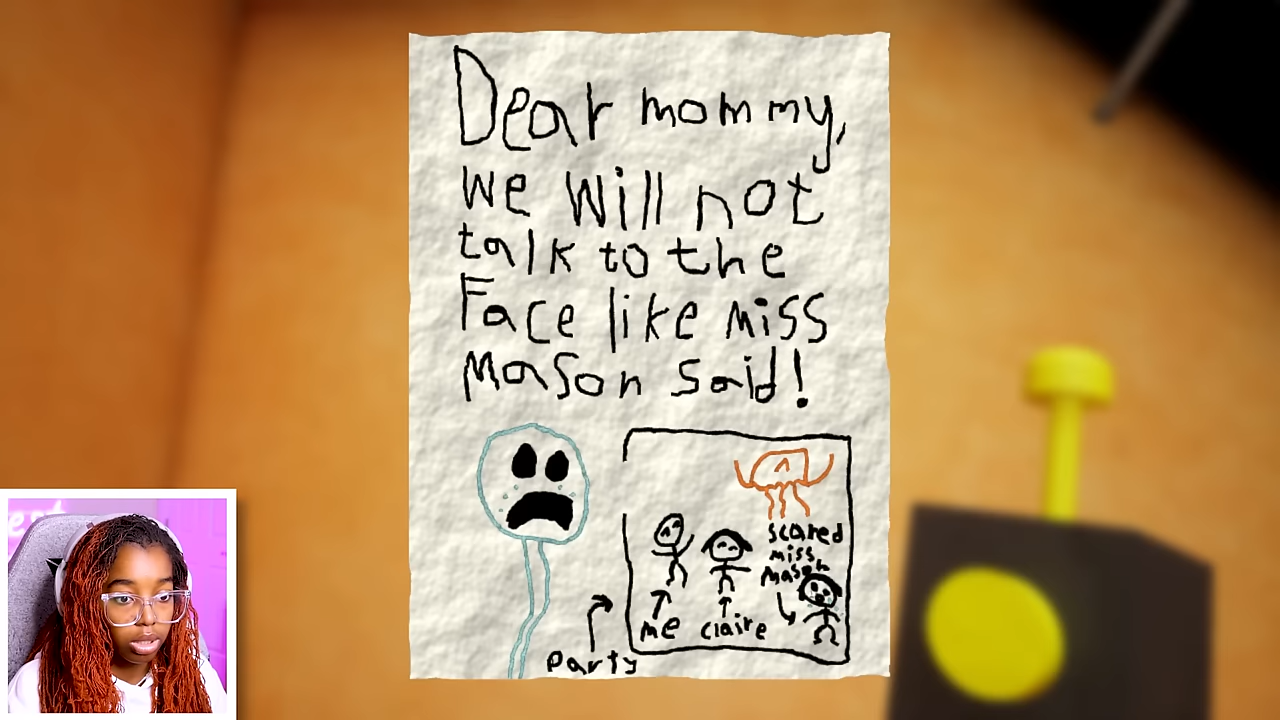 Dear mommy,
we will not
talk to the
Face like miss
mason said!
scared
miss
mason
me
claire
party